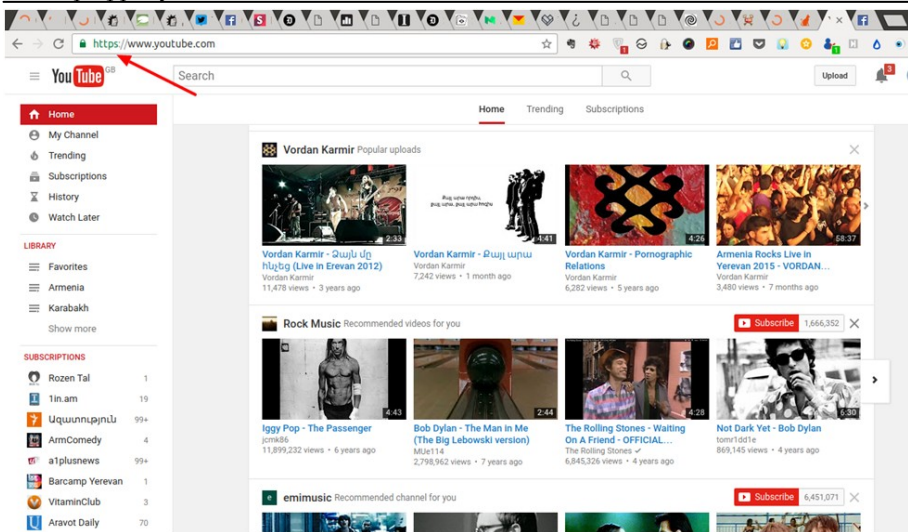 https://www.youtube.com
You Tube GB
Search
Upload
3
Home Trending Subscriptions
Home
My Channel
Trending
Subscriptions
History
Watch Later
LIBRARY
Favorites
Armenia
Karabakh
Show more
SUBSCRIPTIONS
Rozen Tal 1
1in.am 19
Ազատություն 99+
ArmComedy 4
a1plusnews 99+
Barcamp Yerevan 1
VitaminClub 3
Aravot Daily 70
Vordan Karmir Popular uploads
2:33
4:41
4:26
58:37
Vordan Karmir - Ձայն մը
հնչեց (Live in Erevan 2012)
Vordan Karmir
11,478 views • 3 years ago
Vordan Karmir - Քայլ արա
Vordan Karmir
7,242 views • 1 month ago
Vordan Karmir - Pornographic
Relations
Vordan Karmir
6,282 views • 5 years ago
Armenia Rocks Live in
Yerevan 2015 - VORDAN...
Vordan Karmir
3,480 views • 7 months ago
Rock Music Recommended videos for you
Subscribe 1,666,352
4:43
2:44
4:28
6:30
Iggy Pop - The Passenger
jcmk86
11,899,232 views • 6 years ago
Bob Dylan - The Man in Me
(The Big Lebowski version)
MUe114
2,798,962 views • 7 years ago
The Rolling Stones - Waiting
On A Friend - OFFICIAL...
The Rolling Stones
6,845,326 views • 4 years ago
Not Dark Yet - Bob Dylan
tomr1dd1e
869,145 views • 4 years ago
emimusic Recommended channel for you
Subscribe 6,451,071